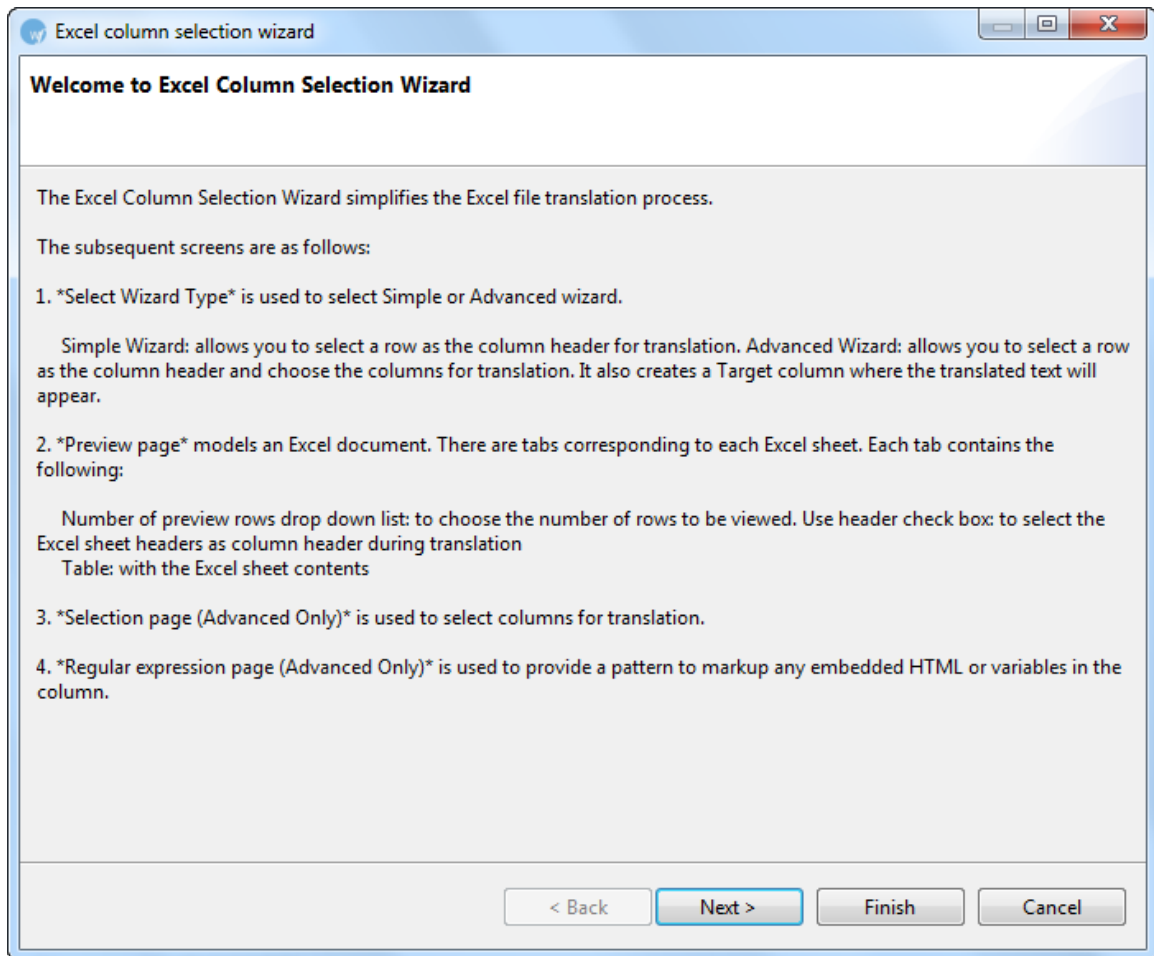 Excel column selection wizard
Welcome to Excel Column Selection Wizard
The Excel Column Selection Wizard simplifies the Excel file translation process.
The subsequent screens are as follows:
1. *Select Wizard Type* is used to select Simple or Advanced wizard.
Simple Wizard: allows you to select a row as the column header for translation. Advanced Wizard: allows you to select a row
as the column header and choose the columns for translation. It also creates a Target column where the translated text will
appear.
2. *Preview page* models an Excel document. There are tabs corresponding to each Excel sheet. Each tab contains the
following:
Number of preview rows drop down list: to choose the number of rows to be viewed. Use header check box: to select the
Excel sheet headers as column header during translation
Table: with the Excel sheet contents
3. *Selection page (Advanced Only)* is used to select columns for translation.
4. *Regular expression page (Advanced Only)* is used to provide a pattern to markup any embedded HTML or variables in the
column.
< Back Next > Finish Cancel